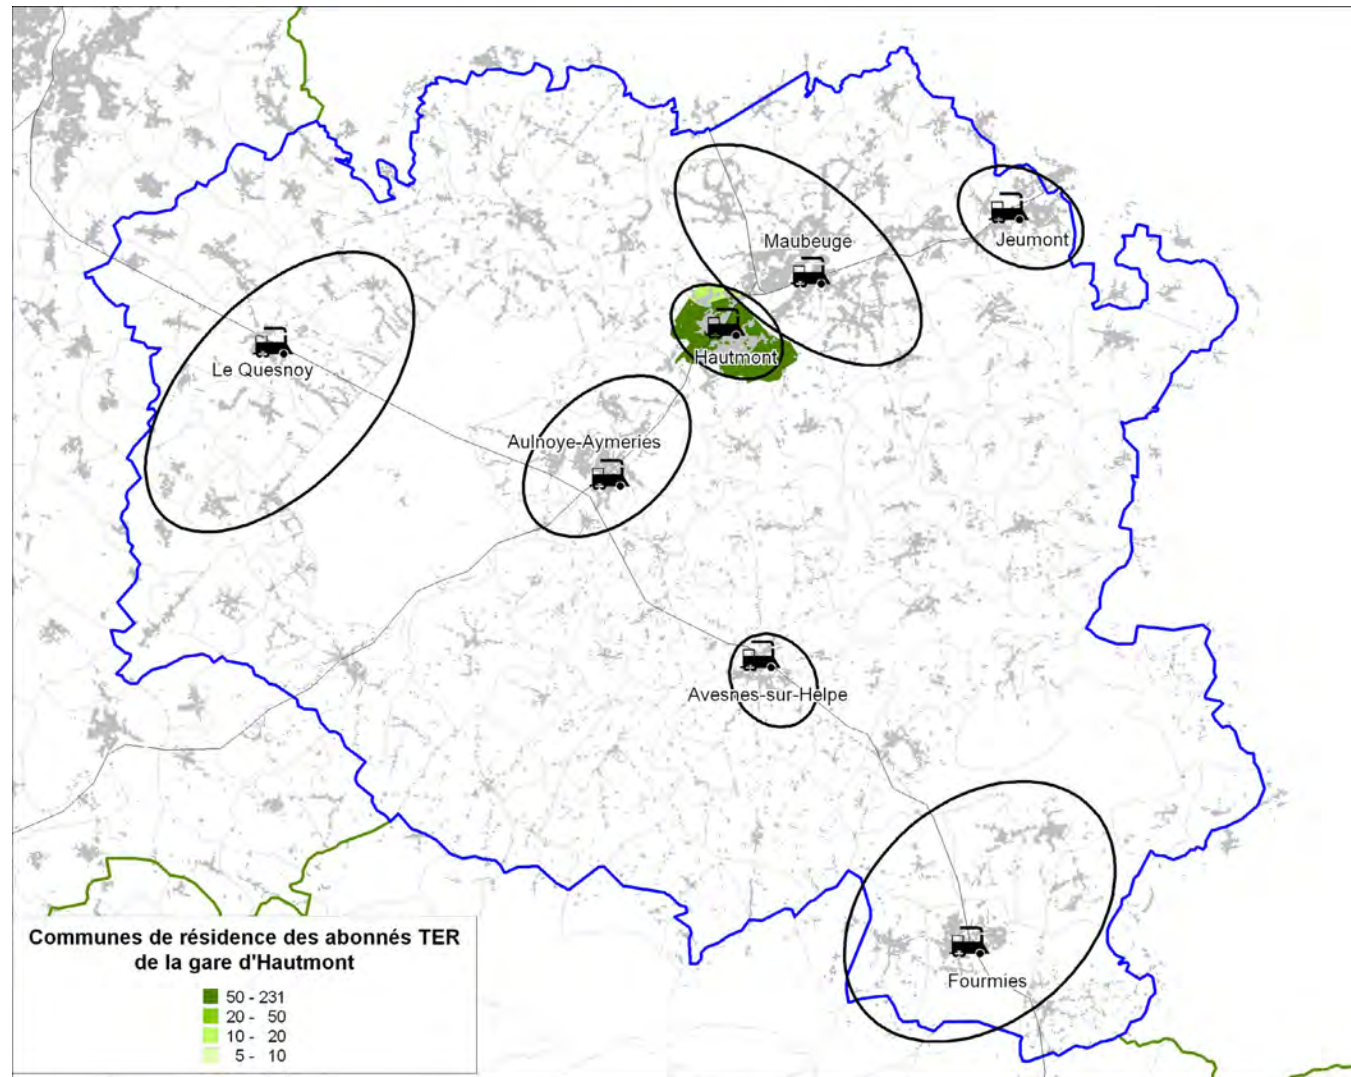 Maubeuge
Jeumont
Hautmont
Le Quesnoy
Aulnoye-Aymeries
Avesnes-sur-Helpe
Fourmies
Communes de résidence des abonnés TER
de la gare d'Hautmont
50 - 231
20 - 50
10 - 20
5 - 10